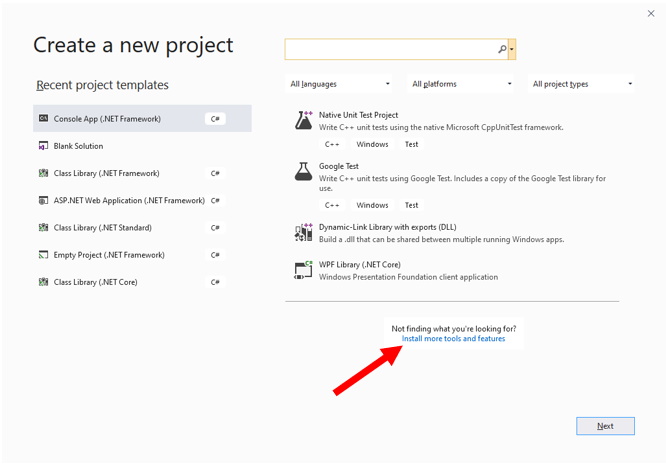 Create a new project
Recent project templates
Console App (.NET Framework) C#
Blank Solution
Class Library (.NET Framework) C#
ASP.NET Web Application (.NET Framework) C#
Class Library (.NET Standard) C#
Empty Project (.NET Framework) C#
Class Library (.NET Core) C#
All languages All platforms All project types
Native Unit Test Project
Write C++ unit tests using the native Microsoft CppUnitTest framework.
C++ Windows Test
Google Test
Write C++ unit tests using Google Test. Includes a copy of the Google Test library for
use.
C++ Windows Test
Dynamic-Link Library with exports (DLL)
Build a .dll that can be shared between multiple running Windows apps.
WPF Library (.NET Core)
Windows Presentation Foundation client application
Not finding what you're looking for?
Install more tools and features
Next